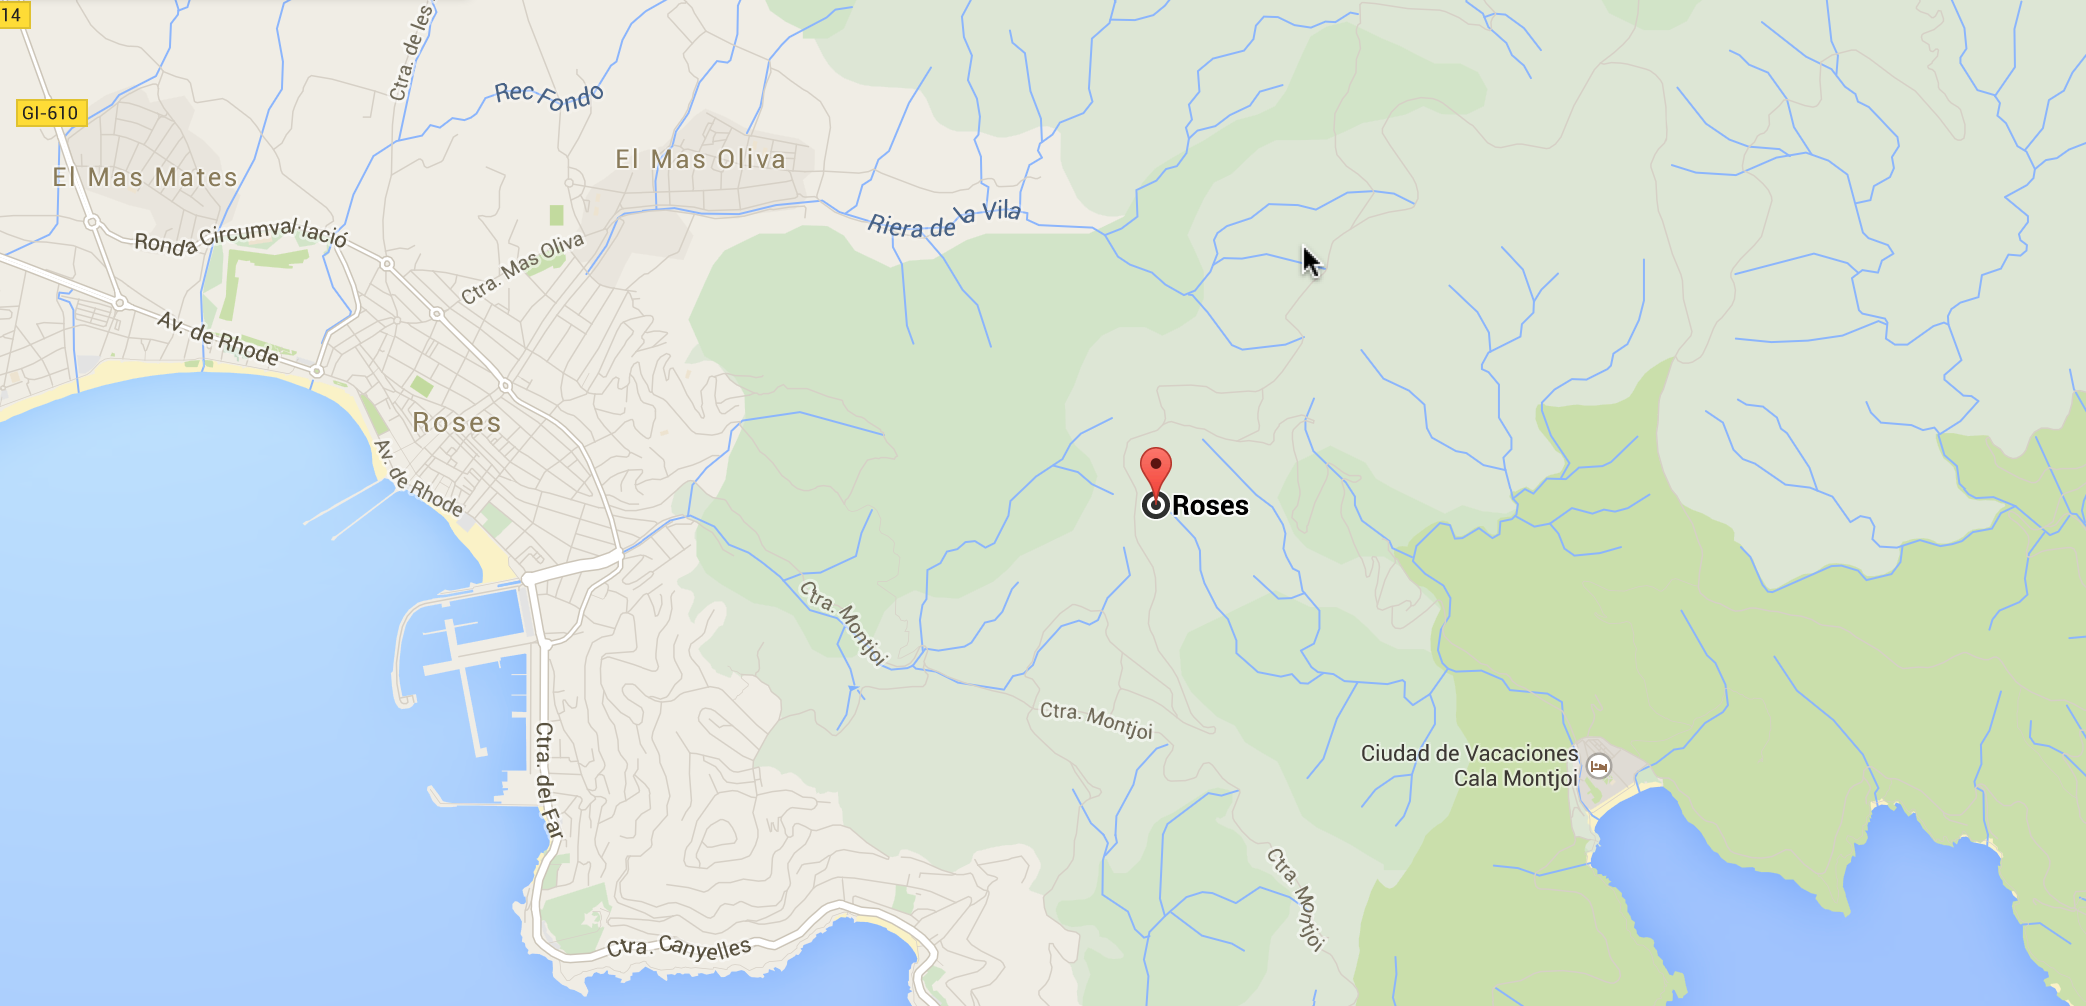 14
Ctra. de les
GI-610
Rec Fondo
El Mas Oliva
El Mas Mates
Ronda Circumval·lació
Riera de la Vila
Ctra. Mas Oliva
Av. de Rhode
Roses
Av. de Rhode
Roses
Ctra. Montjoi
Ctra. Montjoi
Ciudad de Vacaciones
Cala Montjoi
Ctra. del Far
Ctra. Montjoi
Ctra. Canyelles